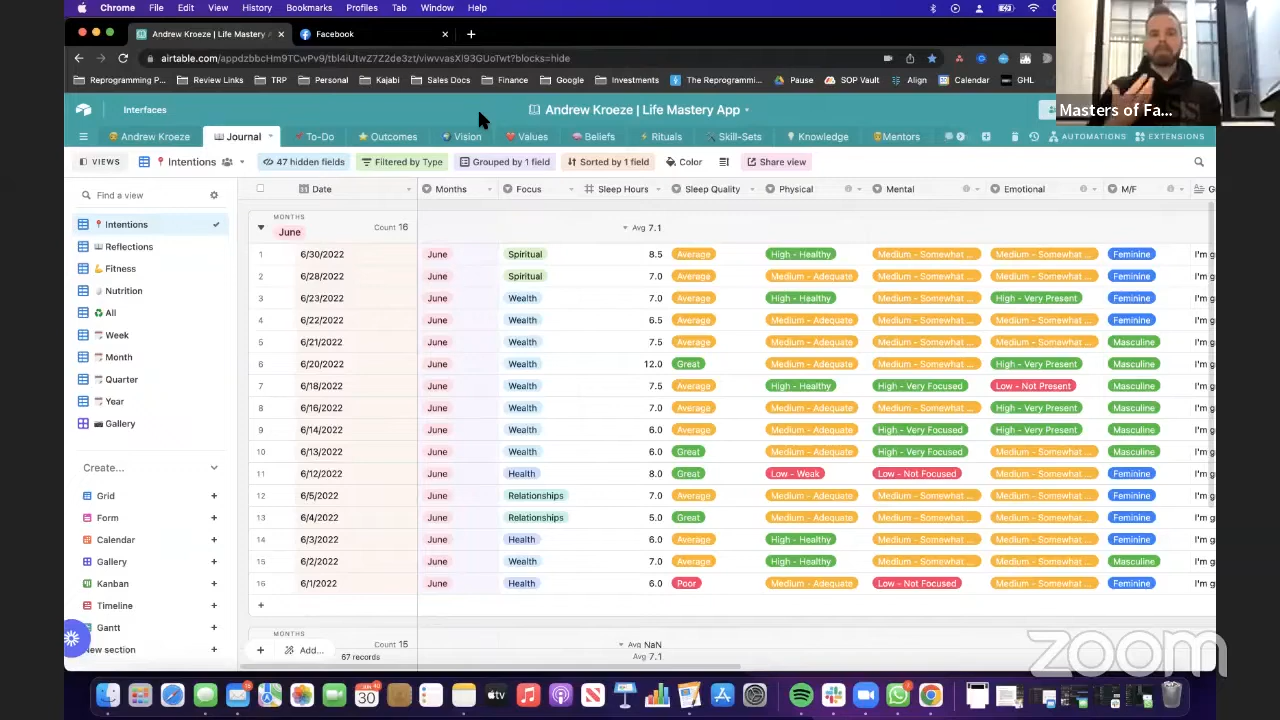 Chrome File Edit View History Bookmarks Profiles Tab Window Help
Andrew Kroeze | Life Mastery App Facebook
airtable.com/appdzbbcHm9TCwPv9/tbl4iUtwZ7Z2de3zt/viwvvasXl93GUoTwt?blocks=hide
Reprogramming P... Review Links TRP Personal Kajabi Sales Docs Finance Google Investments The Reprogrammi... Pause SOP Vault Align Calendar GHL
Masters of Fa...
Interfaces Andrew Kroeze | Life Mastery App
Andrew Kroeze Journal To-Do Outcomes Vision Values Beliefs Rituals Skill-Sets Knowledge Mentors AUTOMATIONS EXTENSIONS
VIEWS Intentions 47 hidden fields Filtered by Type Grouped by 1 field Sorted by 1 field Color Share view
Find a view
Intentions
Reflections
Fitness
Nutrition
All
Week
Month
Quarter
Year
Gallery
Create...
Grid
Form
Calendar
Gallery
Kanban
Timeline
Gantt
New section
Date Months Focus Sleep Hours Sleep Quality Physical Mental Emotional M/F
MONTHS
June Count 16 Avg 7.1
1 6/30/2022 June Spiritual 8.5 Average High - Healthy Medium - Somewhat ... Medium - Somewhat ... Feminine I'm g
2 6/28/2022 June Spiritual 7.0 Average Medium - Adequate Medium - Somewhat ... Medium - Somewhat ... Feminine I'm g
3 6/23/2022 June Wealth 7.0 Average High - Healthy Medium - Somewhat ... High - Very Present Feminine I'm g
4 6/22/2022 June Wealth 6.5 Average Medium - Adequate Medium - Somewhat ... Medium - Somewhat ... Feminine I'm g
5 6/21/2022 June Wealth 7.5 Average Medium - Adequate Medium - Somewhat ... Medium - Somewhat ... Masculine I'm g
6 6/20/2022 June Wealth 12.0 Great Medium - Adequate Medium - Somewhat ... High - Very Present Masculine I'm g
7 6/18/2022 June Wealth 7.5 Average High - Healthy High - Very Focused Low - Not Present Masculine I'm g
8 6/16/2022 June Wealth 7.0 Average Medium - Adequate Medium - Somewhat ... High - Very Present Masculine I'm g
9 6/14/2022 June Wealth 6.0 Average Medium - Adequate High - Very Focused High - Very Present Masculine I'm g
10 6/13/2022 June Wealth 6.0 Great Medium - Adequate High - Very Focused Medium - Somewhat ... Masculine I'm g
11 6/12/2022 June Health 8.0 Great Low - Weak Low - Not Focused Medium - Somewhat ... Feminine I'm g
12 6/5/2022 June Relationships 7.0 Average Medium - Adequate Medium - Somewhat ... Medium - Somewhat ... Feminine I'm g
13 6/4/2022 June Relationships 5.0 Great Medium - Adequate Medium - Somewhat ... Medium - Somewhat ... Feminine I'm g
14 6/3/2022 June Health 6.0 Average High - Healthy Medium - Somewhat ... Medium - Somewhat ... Feminine I'm g
15 6/2/2022 June Wealth 7.0 Average High - Healthy Medium - Somewhat ... Medium - Somewhat ... Masculine I'm g
16 6/1/2022 June Health 6.0 Poor Medium - Adequate Low - Not Focused Medium - Somewhat ... Feminine I'm g
MONTHS
Count 15 Avg NaN
Add... 67 records Avg 7.1
zoom
JUN
30